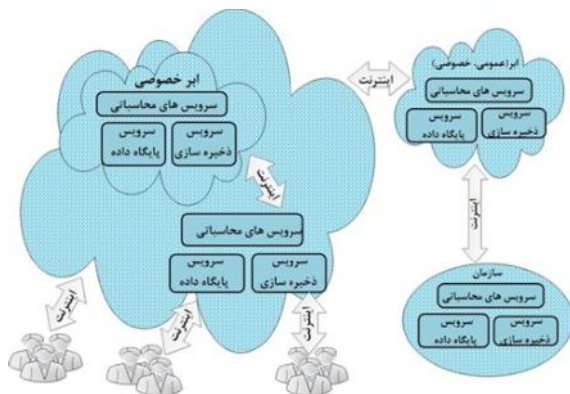 ابر(عمومی، خصوصی)
سرویس های محاسباتی
سرویس
ذخیره سازی
سرویس
پایگاه داده
اینترنت
اینترنت
سازمان
سرویس های محاسباتی
سرویس
ذخیره سازی
سرویس
پایگاه داده
ابر خصوصی
سرویس های محاسباتی
سرویس
ذخیره سازی
سرویس
پایگاه داده
اینترنت
سرویس های محاسباتی
سرویس
ذخیره سازی
سرویس
پایگاه داده
اینترنت
اینترنت
اینترنت